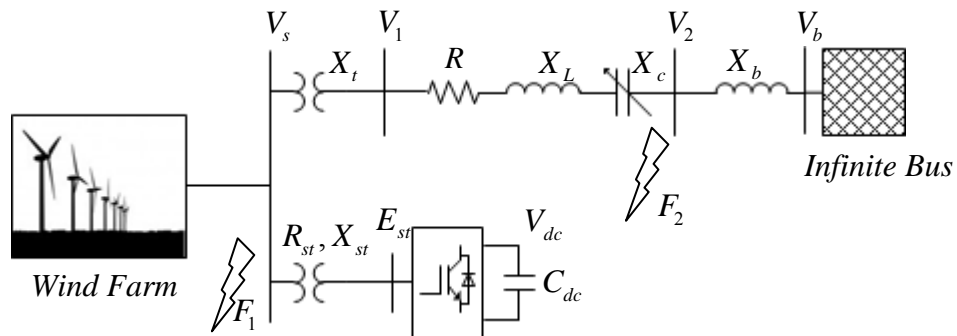 V_s
V_1
V_2
V_b
X_t
R
X_L
X_c
X_b
Infinite Bus
F_2
R_st, X_st
E_st
V_dc
C_dc
Wind Farm
F_1